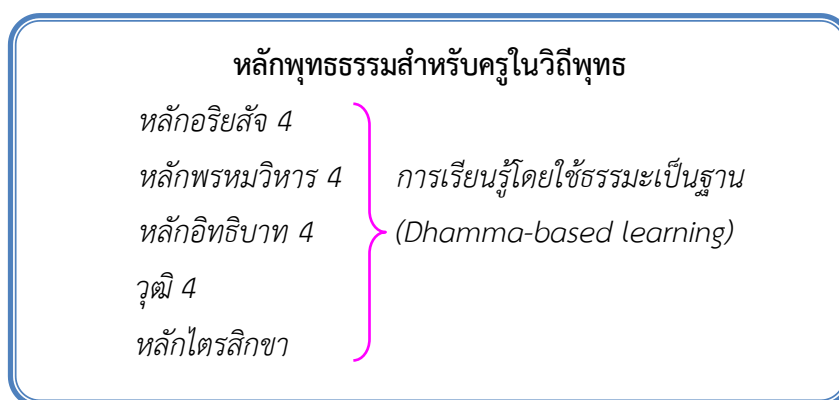 หลักพุทธธรรมสำหรับครูในวิถีพุทธ
หลักอริยสัจ 4
หลักพรหมวิหาร 4 การเรียนรู้โดยใช้ธรรมะเป็นฐาน
หลักอิทธิบาท 4 (Dhamma-based learning)
วุฒิ 4
หลักไตรสิกขา